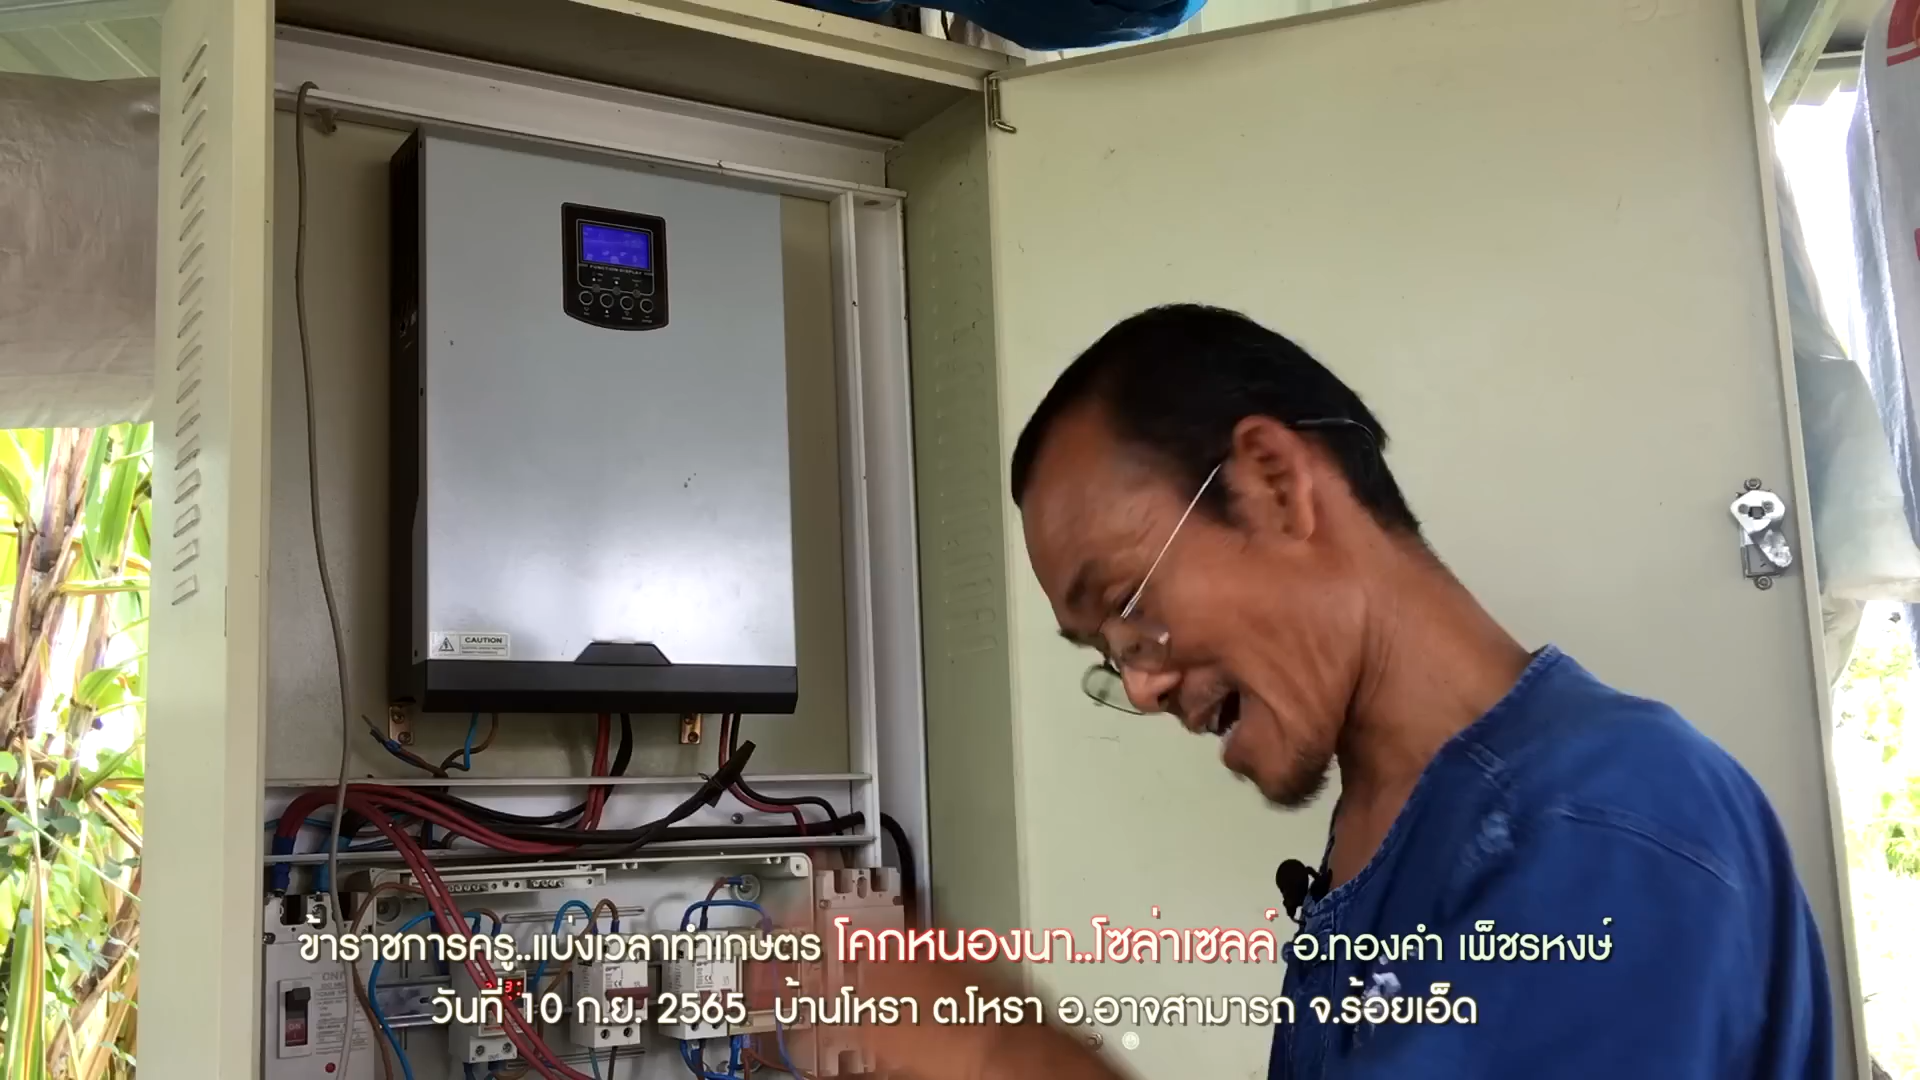 FUNCTION DISPLAY
CAUTION
ข้าราชการครู..แบ่งเวลาทำเกษตร โคกหนองนา..โซล่าเซลล์ อ.ทองคำ เพ็ชรหงษ์
วันที่ 10 ก.ย. 2565 บ้านโหรา ต.โหรา อ.อาจสามารถ จ.ร้อยเอ็ด